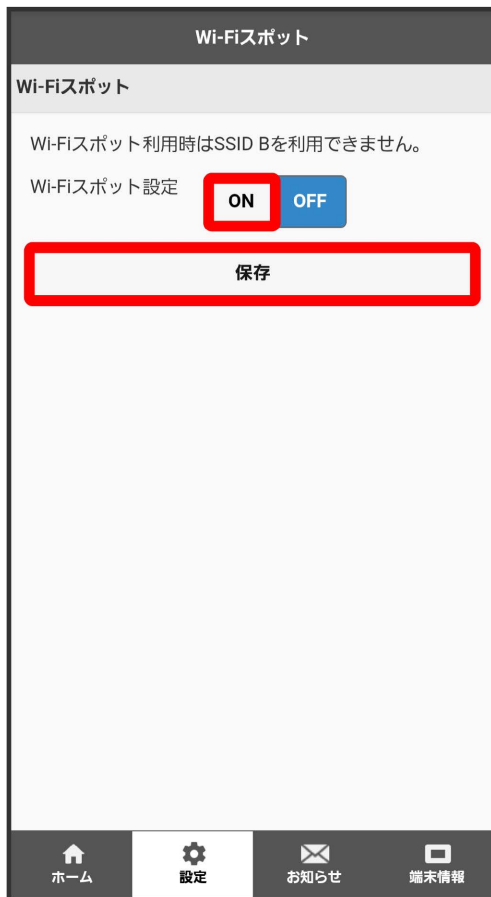 Wi-Fiスポット
Wi-Fiスポット
Wi-Fiスポット利用時はSSID Bを利用できません。
Wi-Fiスポット設定 ON OFF
保存
ホーム 設定 お知らせ 端末情報